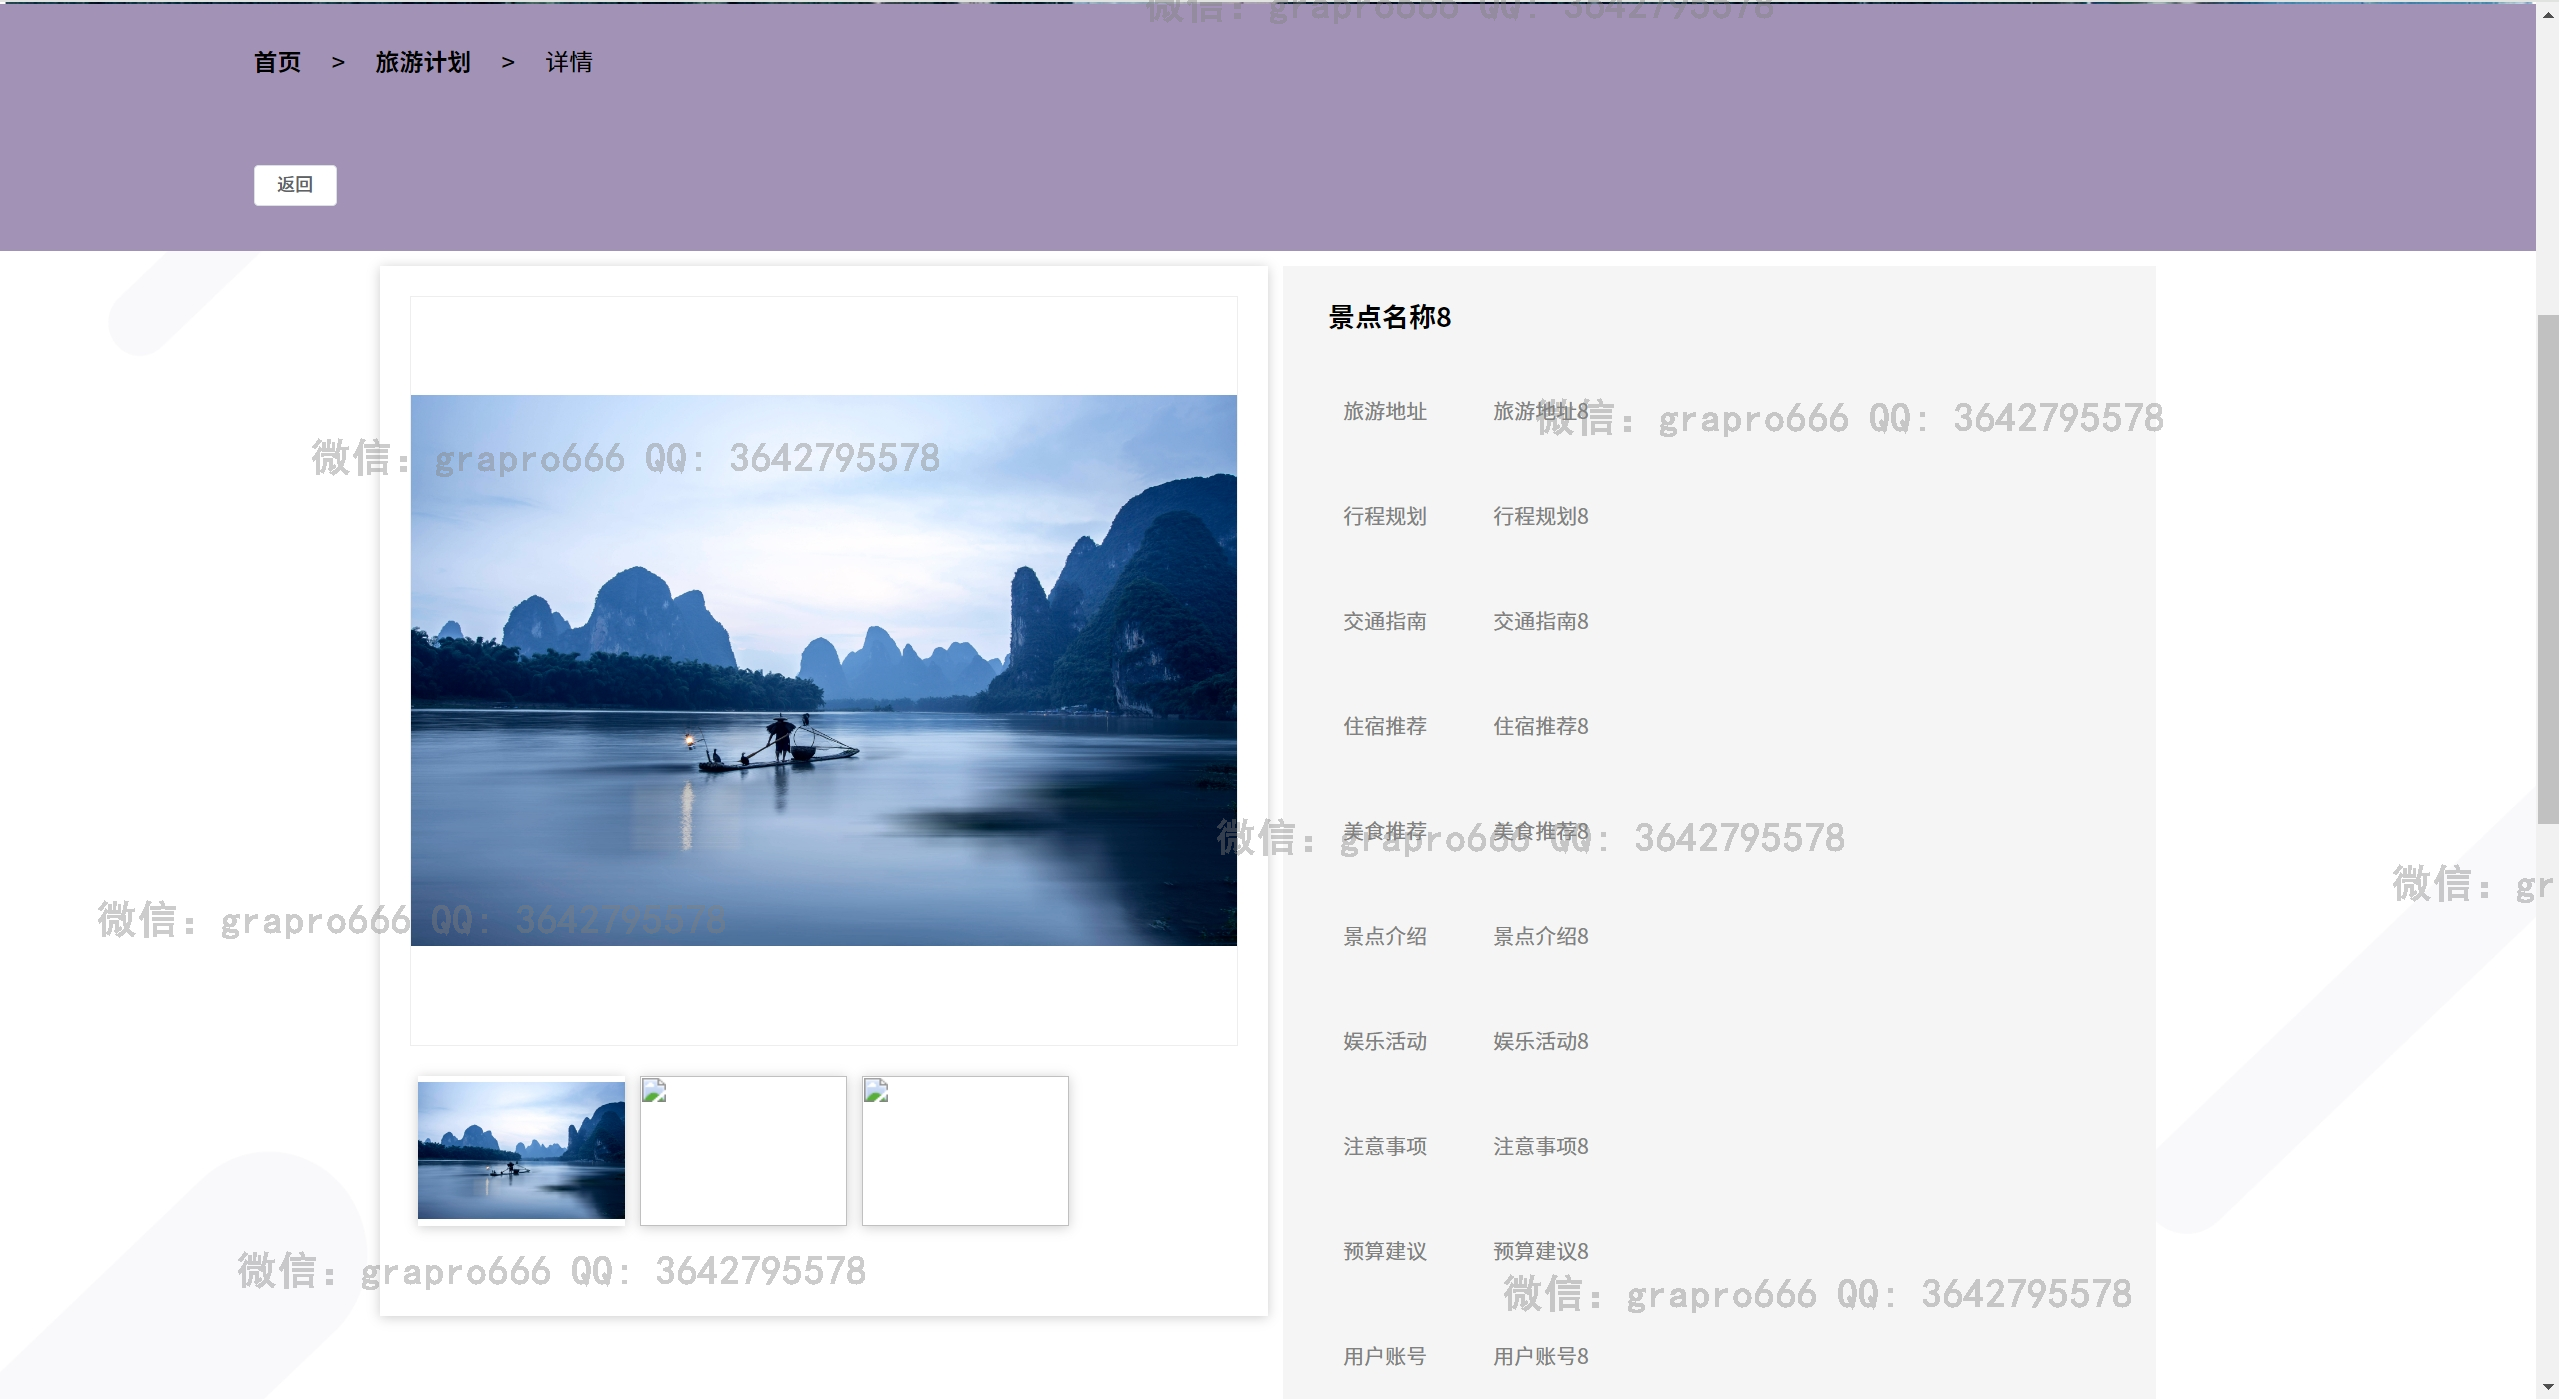 微信：grapro666 QQ: 3642795578
首页 > 旅游计划 > 详情
返回
景点名称8
旅游地址 旅游地址8
微信：grapro666 QQ: 3642795578
微信：grapro666 QQ: 3642795578
行程规划 行程规划8
交通指南 交通指南8
住宿推荐 住宿推荐8
美食推荐 美食推荐8
微信：grapro666 QQ: 3642795578
微信：gr
微信：grapro666 QQ: 3642795578
景点介绍 景点介绍8
娱乐活动 娱乐活动8
注意事项 注意事项8
预算建议 预算建议8
微信：grapro666 QQ: 3642795578
微信：grapro666 QQ: 3642795578
用户账号 用户账号8